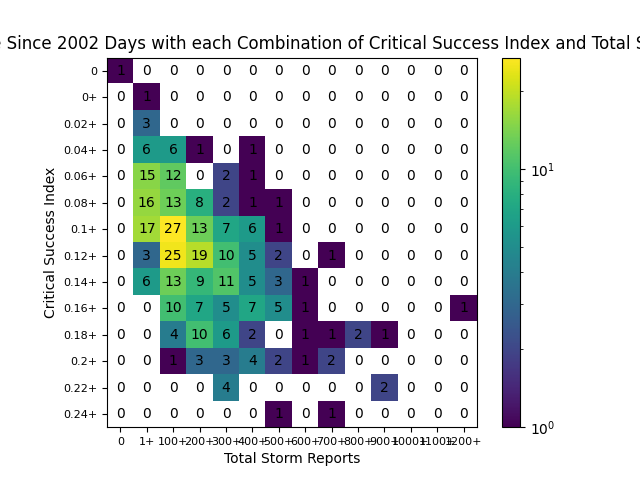 Since 2002 Days with each Combination of Critical Success Index and Total
0 1 0 0 0 0 0 0 0 0 0 0 0 0 0
0+ 0 1 0 0 0 0 0 0 0 0 0 0 0 0
0.02+ 0 3 0 0 0 0 0 0 0 0 0 0 0 0
0.04+ 0 6 6 1 0 1 0 0 0 0 0 0 0 0
0.06+ 0 15 12 0 2 1 0 0 0 0 0 0 0 0
0.08+ 0 16 13 8 2 1 1 0 0 0 0 0 0 0
0.1+ 0 17 27 13 7 6 1 0 0 0 0 0 0 0
0.12+ 0 3 25 19 10 5 2 0 1 0 0 0 0 0
0.14+ 0 6 13 9 11 5 3 1 0 0 0 0 0 0
0.16+ 0 0 10 7 5 7 5 1 0 0 0 0 0 1
0.18+ 0 0 4 10 6 2 0 1 1 2 1 0 0 0
0.2+ 0 0 1 3 3 4 2 1 2 0 0 0 0 0
0.22+ 0 0 0 0 4 0 0 0 0 0 2 0 0 0
0.24+ 0 0 0 0 0 0 1 0 1 0 0 0 0 0
0 1+ 100+ 200+ 300+ 400+ 500+ 600+ 700+ 800+ 900+ 1000+ 1100+ 1200+
Total Storm Reports
Critical Success Index
10¹
10⁰